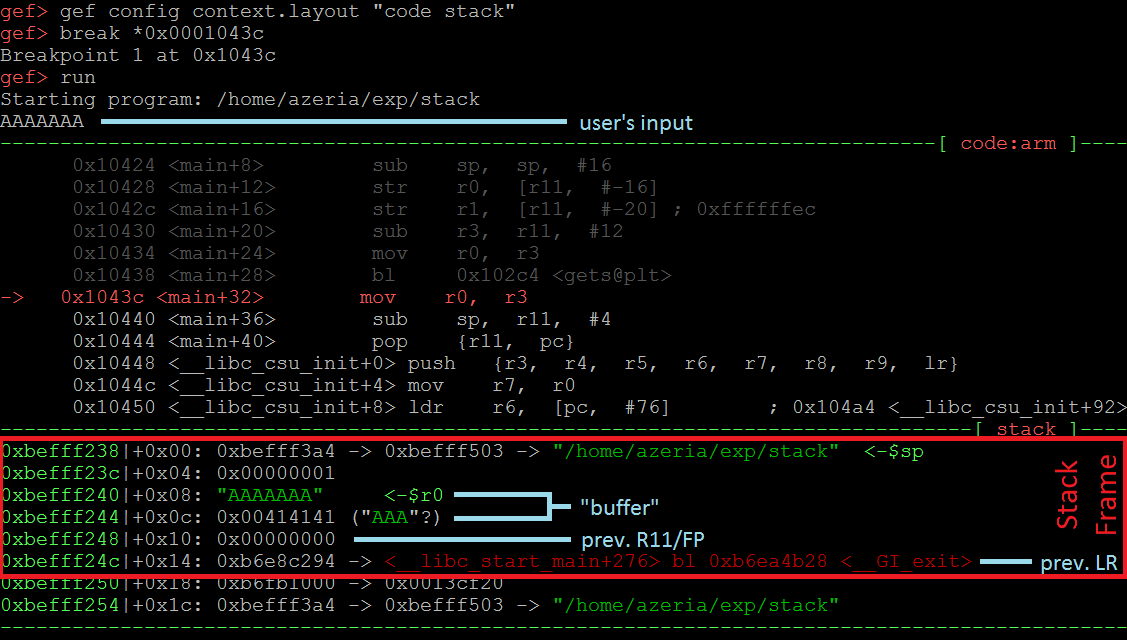 gef> gef config context.layout "code stack"
gef> break *0x0001043c
Breakpoint 1 at 0x1043c
gef> run
Starting program: /home/azeria/exp/stack
AAAAAAA user's input
[ code:arm ]
0x10424 <main+8> sub sp, sp, #16
0x10428 <main+12> str r0, [r11, #-16]
0x1042c <main+16> str r1, [r11, #-20] ; 0xffffffec
0x10430 <main+20> sub r3, r11, #12
0x10434 <main+24> mov r0, r3
0x10438 <main+28> bl 0x102c4 <gets@plt>
-> 0x1043c <main+32> mov r0, r3
0x10440 <main+36> sub sp, r11, #4
0x10444 <main+40> pop {r11, pc}
0x10448 <__libc_csu_init+0> push {r3, r4, r5, r6, r7, r8, r9, lr}
0x1044c <__libc_csu_init+4> mov r7, r0
0x10450 <__libc_csu_init+8> ldr r6, [pc, #76] ; 0x104a4 <__libc_csu_init+92>
[ stack ]
0xbefff238|+0x00: 0xbefff3a4 -> 0xbefff503 -> "/home/azeria/exp/stack" <-$sp
0xbefff23c|+0x04: 0x00000001
0xbefff240|+0x08: "AAAAAAA" <-$r0
0xbefff244|+0x0c: 0x00414141 ("AAA"?)
"buffer"
0xbefff248|+0x10: 0x00000000 prev. R11/FP
0xbefff24c|+0x14: 0xb6e8c294 -> <__libc_start_main+276> bl 0xb6ea4b28 <__GI_exit> prev. LR
Stack
Frame
0xbefff250|+0x18: 0xb6fb1000 -> 0x0013cf20
0xbefff254|+0x1c: 0xbefff3a4 -> 0xbefff503 -> "/home/azeria/exp/stack"